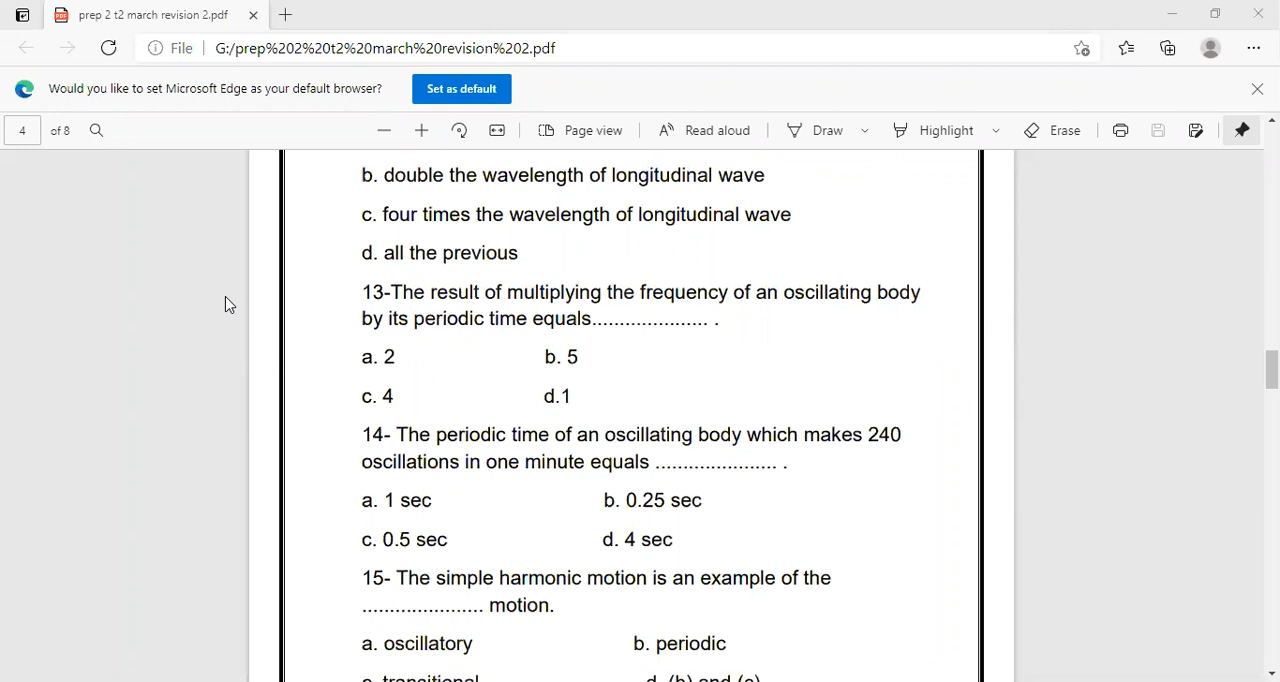 prep 2 t2 march revision 2.pdf
File G:/prep%202%20t2%20march%20revision%202.pdf
Would you like to set Microsoft Edge as your default browser? Set as default
4 of 8 Page view Read aloud Draw Highlight Erase
b. double the wavelength of longitudinal wave
c. four times the wavelength of longitudinal wave
d. all the previous
13-The result of multiplying the frequency of an oscillating body
by its periodic time equals..................... .
a. 2 b. 5
c. 4 d.1
14- The periodic time of an oscillating body which makes 240
oscillations in one minute equals ...................... .
a. 1 sec b. 0.25 sec
c. 0.5 sec d. 4 sec
15- The simple harmonic motion is an example of the
...................... motion.
a. oscillatory b. periodic
c. transitional d. (b) and (c)